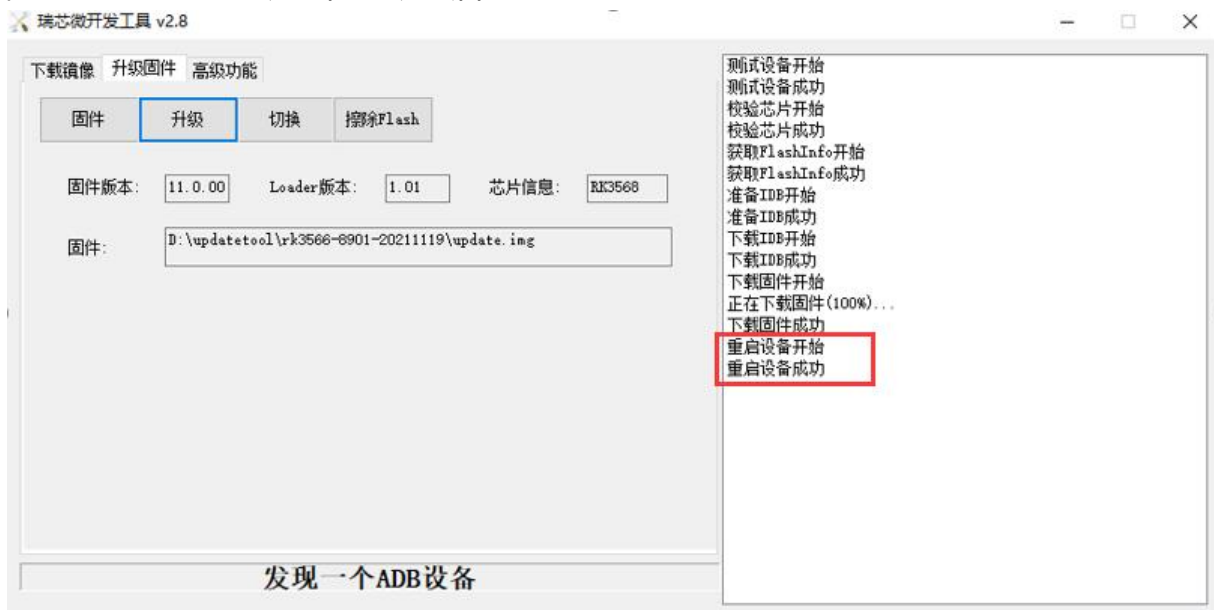 瑞芯微开发工具 v2.8
下载镜像 升级固件 高级功能
固件 升级 切换 擦除Flash
固件版本: 11.0.00 Loader版本: 1.01 芯片信息: RK3568
固件: D:\updatetool\rk3566-8901-20211119\update.img
发现一个ADB设备
测试设备开始
测试设备成功
校验芯片开始
校验芯片成功
获取FlashInfo开始
获取FlashInfo成功
准备IDB开始
准备IDB成功
下载IDB开始
下载IDB成功
下载固件开始
正在下载固件(100%)...
下载固件成功
重启设备开始
重启设备成功